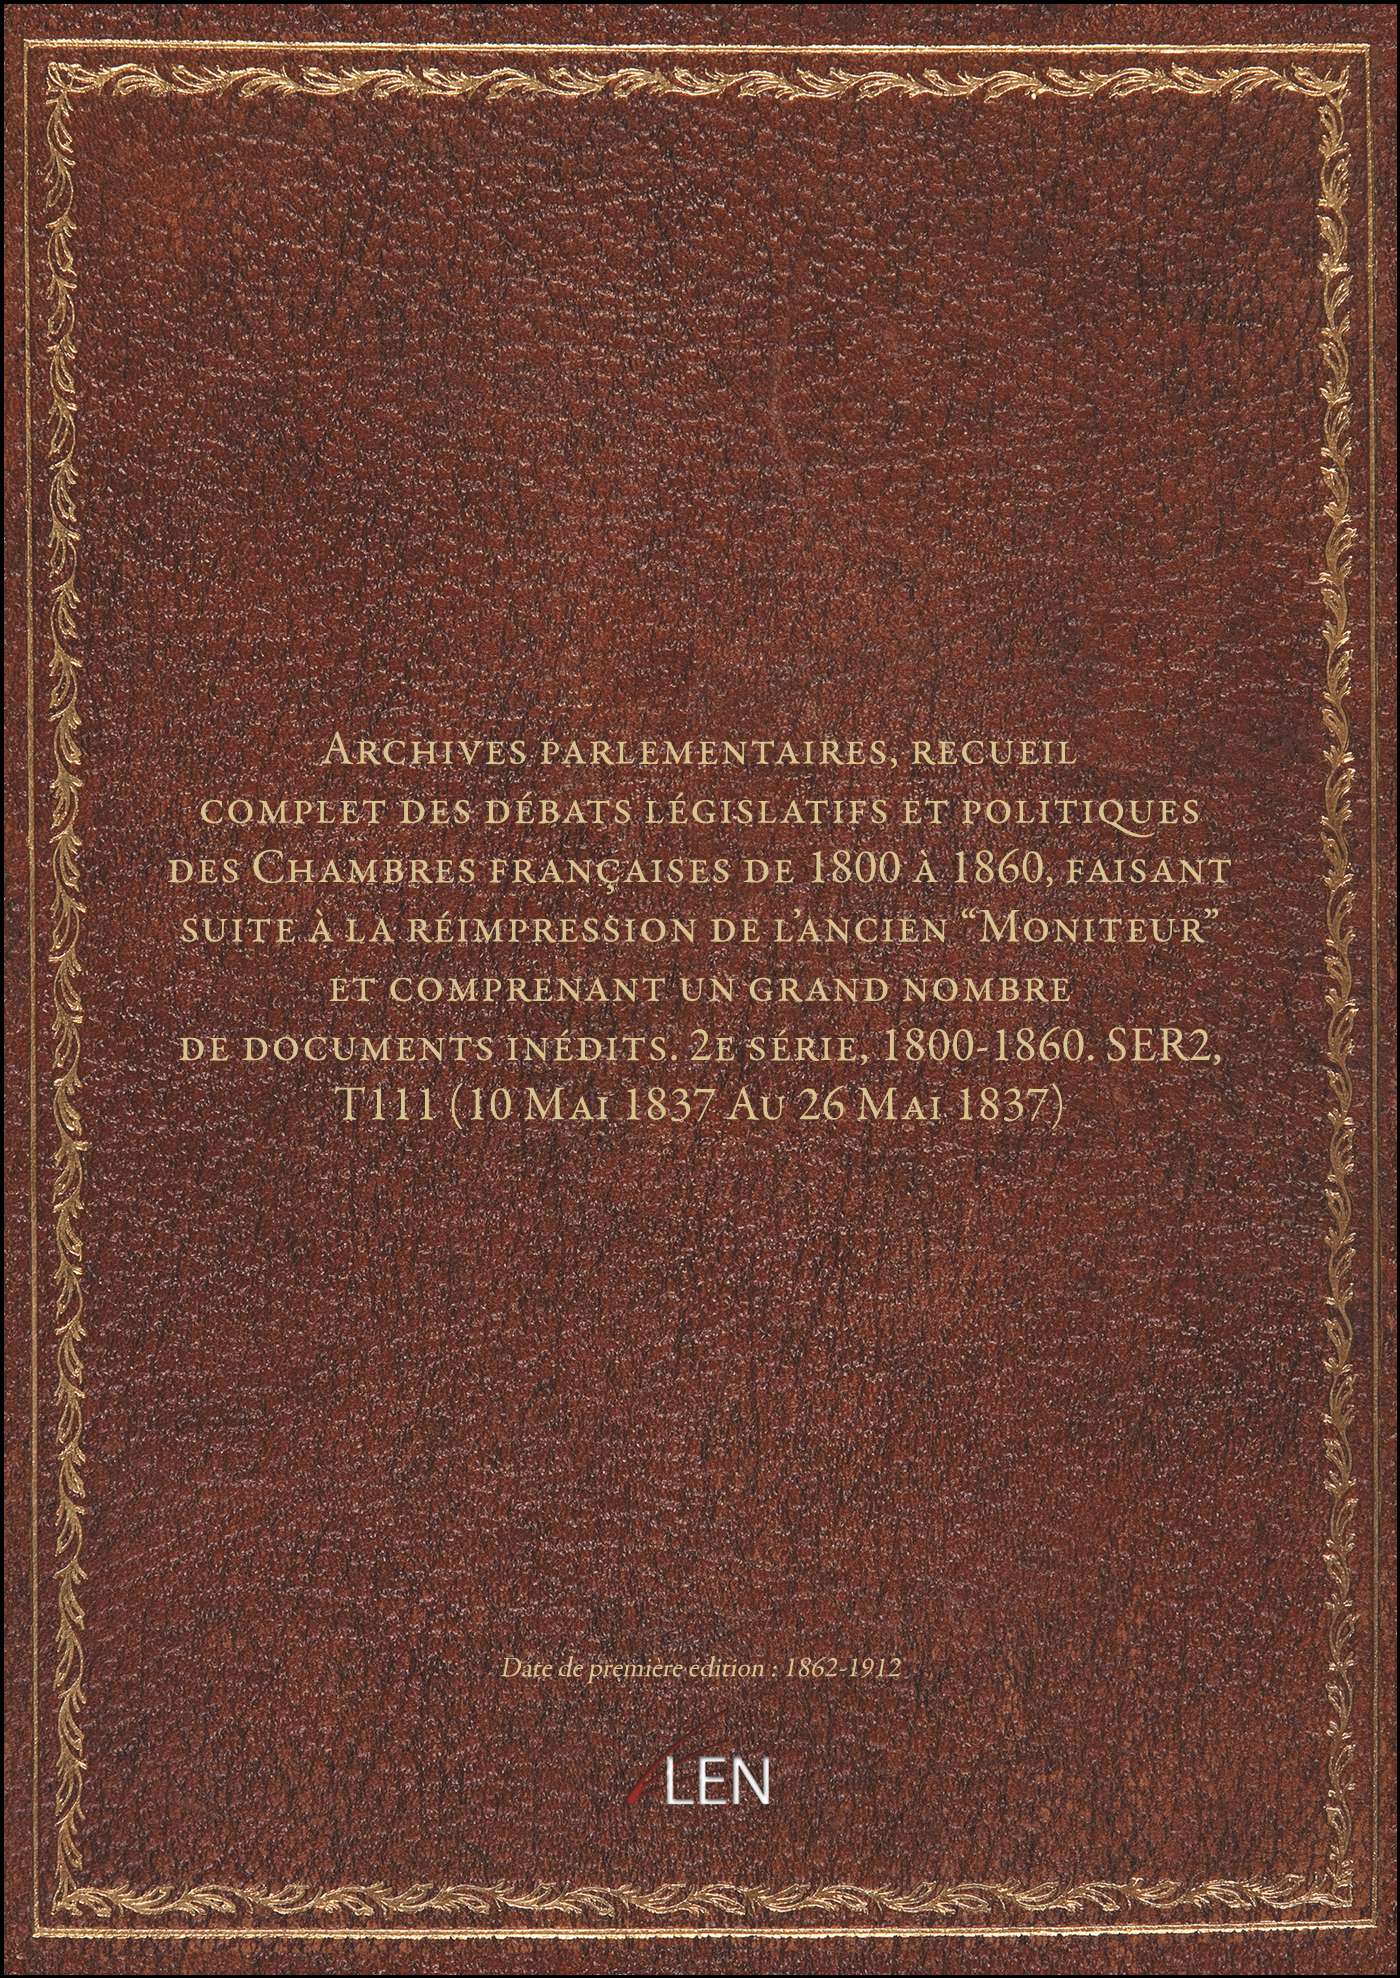 Archives parlementaires, recueil
complet des débats législatifs et politiques
des Chambres françaises de 1800 à 1860, faisant
suite à la réimpression de l’ancien “Moniteur”
et comprenant un grand nombre
de documents inédits. 2e série, 1800-1860. SER2,
T111 (10 Mai 1837 Au 26 Mai 1837)
Date de première édition : 1862-1912
LEN